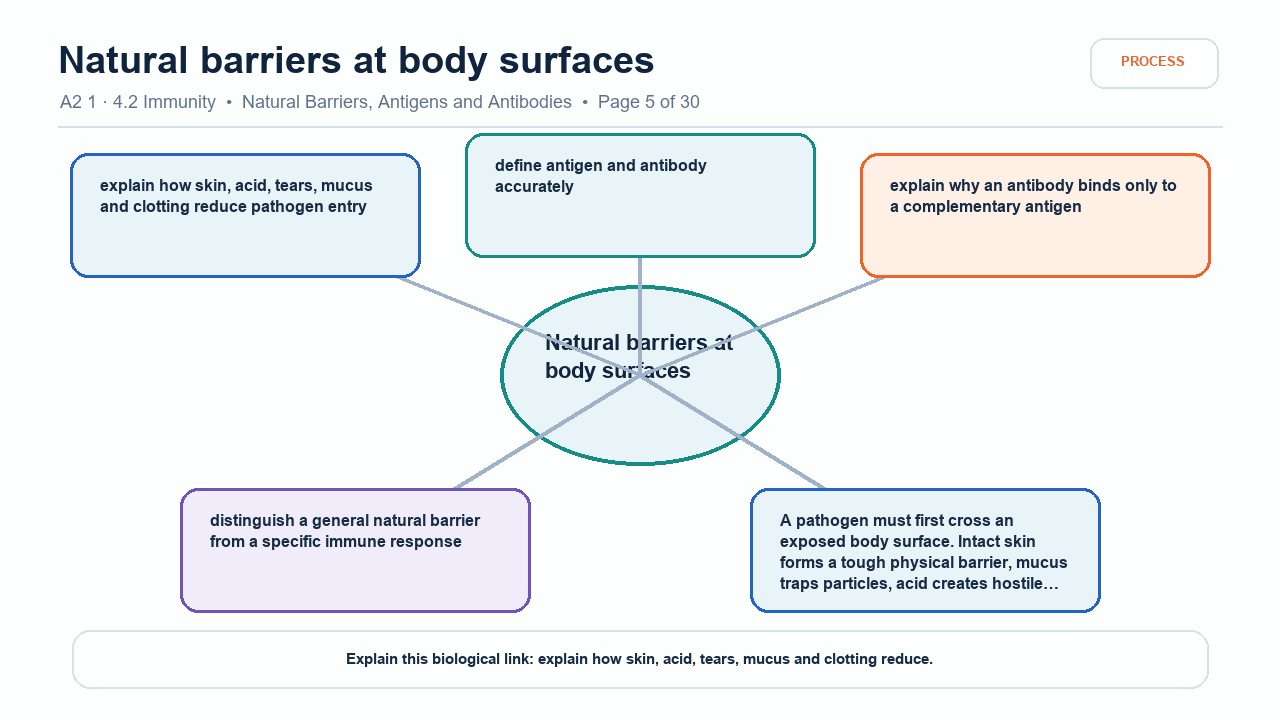 Natural barriers at body surfaces
PROCESS
A2 1 · 4.2 Immunity • Natural Barriers, Antigens and Antibodies • Page 5 of 30
explain how skin, acid, tears, mucus
and clotting reduce pathogen entry
define antigen and antibody
accurately
explain why an antibody binds only to
a complementary antigen
Natural barriers at
body surfaces
distinguish a general natural barrier
from a specific immune response
A pathogen must first cross an
exposed body surface. Intact skin
forms a tough physical barrier, mucus
traps particles, acid creates hostile…
Explain this biological link: explain how skin, acid, tears, mucus and clotting reduce.